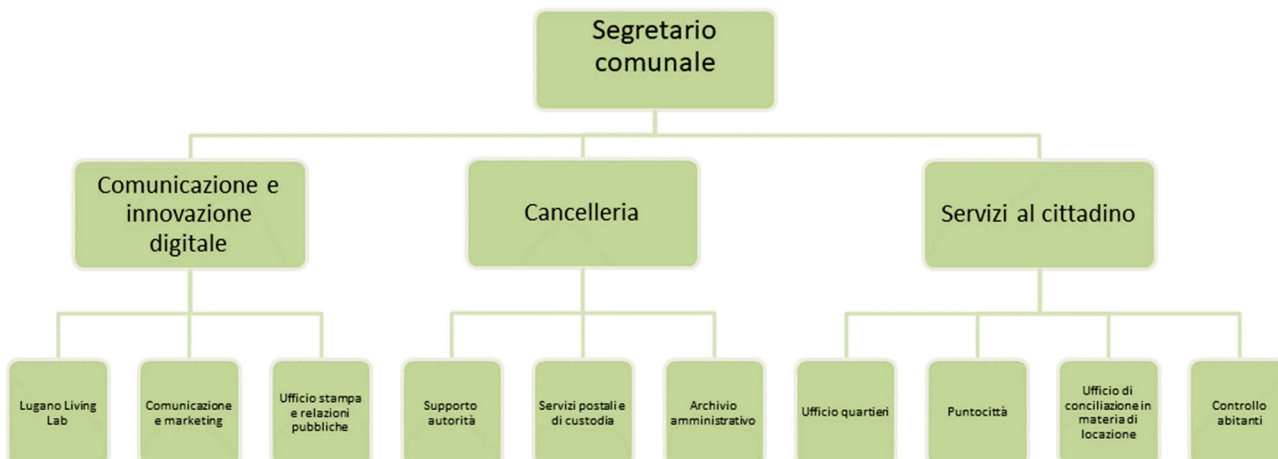 Segretario
comunale
Comunicazione e
innovazione
digitale
Cancelleria
Servizi al cittadino
Lugano Living
Lab
Comunicazione
e marketing
Ufficio stampa
e relazioni
pubbliche
Supporto
autorità
Servizi postali e
di custodia
Archivio
amministrativo
Ufficio quartieri
Puntocittà
Ufficio di
conciliazione in
materia di
locazione
Controllo
abitanti